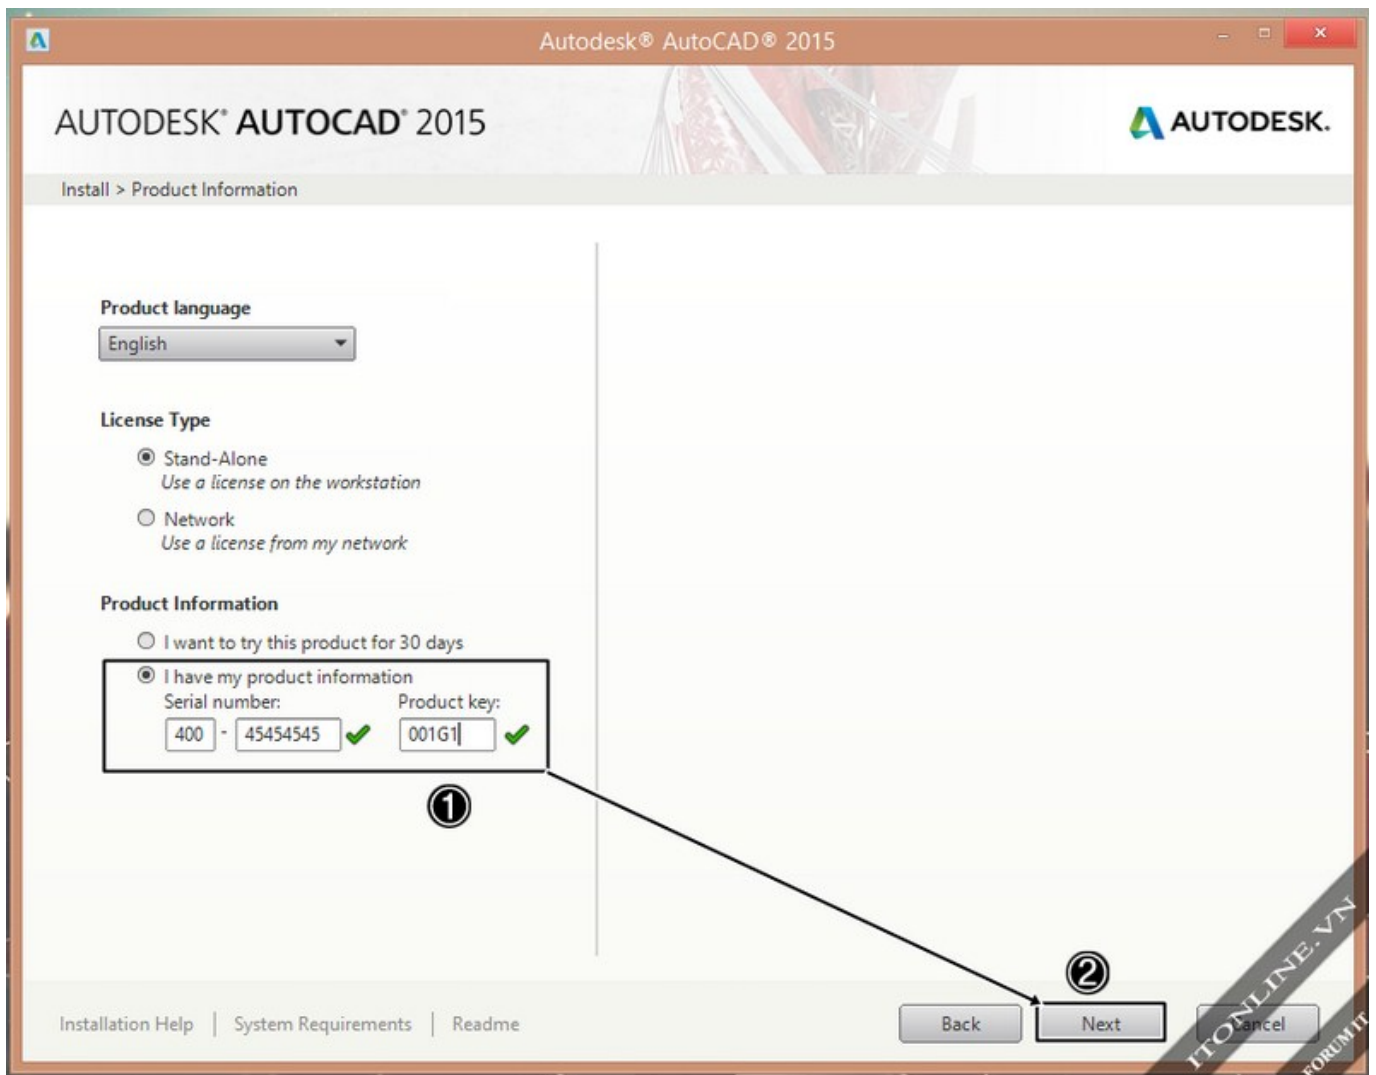 Autodesk® AutoCAD® 2015
AUTODESK® AUTOCAD® 2015
AUTODESK.
Install > Product Information
Product language
English
License Type
Stand-Alone
Use a license on the workstation
Network
Use a license from my network
Product Information
I want to try this product for 30 days
I have my product information
Serial number: Product key:
400 - 45454545 001G1
1
2
Installation Help | System Requirements | Readme
Back Next Cancel
ITONLINE.VN
FORUM IT